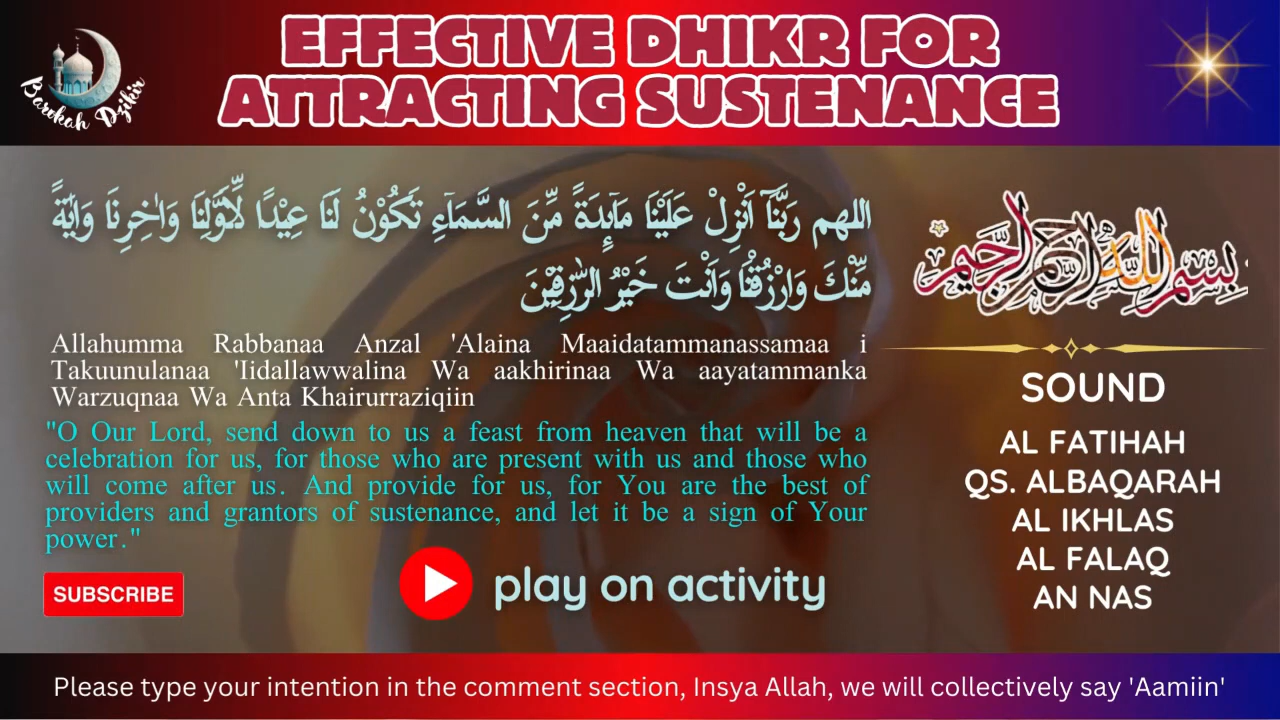 Barokah Dzikir
EFFECTIVE DHIKR FOR
ATTRACTING SUSTENANCE
اللهم رَبَّنَآ اَنْزِلْ عَلَيْنَا مَاۤىِٕدَةً مِّنَ السَّمَاۤءِ تَكُوْنُ لَنَا عِيْدًا لِّاَوَّلِنَا وَاٰخِرِنَا وَاٰيَةً
مِّنْكَ وَارْزُقْنَا وَاَنْتَ خَيْرُ الرّٰزِقِيْنَ
Allahumma Rabbanaa Anzal 'Alaina Maaidatammanassamaa i
Takuunulanaa 'Iidallawwalina Wa aakhirinaa Wa aayatammanka
Warzuqnaa Wa Anta Khairurraziqiin
"O Our Lord, send down to us a feast from heaven that will be a
celebration for us, for those who are present with us and those who
will come after us. And provide for us, for You are the best of
providers and grantors of sustenance, and let it be a sign of Your
power."
SUBSCRIBE
play on activity
بسم الله الرحمن الرحيم
SOUND
AL FATIHAH
QS. ALBAQARAH
AL IKHLAS
AL FALAQ
AN NAS
Please type your intention in the comment section, Insya Allah, we will collectively say 'Aamiin'